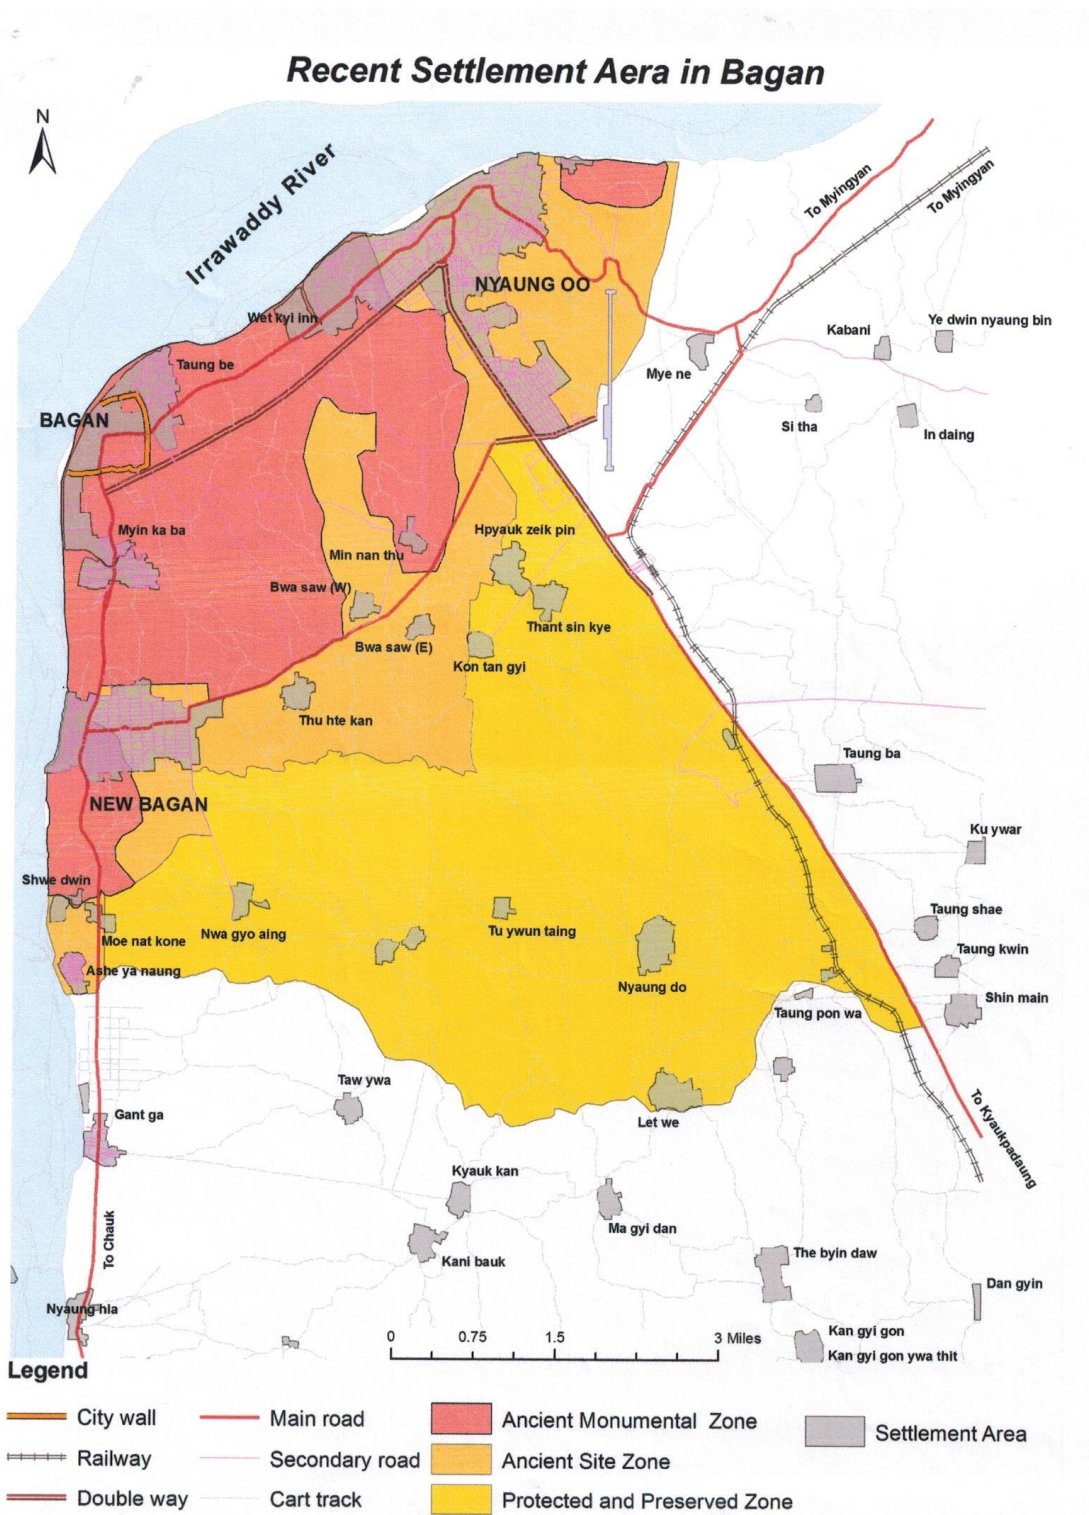 Recent Settlement Aera in Bagan
N
Irrawaddy River
To Myingyan
To Myingyan
NYAUNG OO
Wet kyi inn
Kabani
Ye dwin nyaung bin
Taung be
Mye ne
BAGAN
Si tha
In daing
Myin ka ba
Hpyauk zeik pin
Min nan thu
Bwa saw (W)
Thant sin kye
Bwa saw (E)
Kon tan gyi
Thu hte kan
Taung ba
NEW BAGAN
Ku ywar
Shwe dwin
Taung shae
Moe nat kone
Nwa gyo aing
Tu ywun taing
Taung kwin
Ashe ya naung
Nyaung do
Shin main
Taung pon wa
Taw ywa
Gant ga
Let we
To Kyaukpadaung
Kyauk kan
To Chauk
Ma gyi dan
Kani bauk
The byin daw
Dan gyin
Nyaung hla
Kan gyi gon
Kan gyi gon ywa thit
0 0.75 1.5 3 Miles
Legend
City wall
Main road
Ancient Monumental Zone
Settlement Area
Railway
Secondary road
Ancient Site Zone
Double way
Cart track
Protected and Preserved Zone